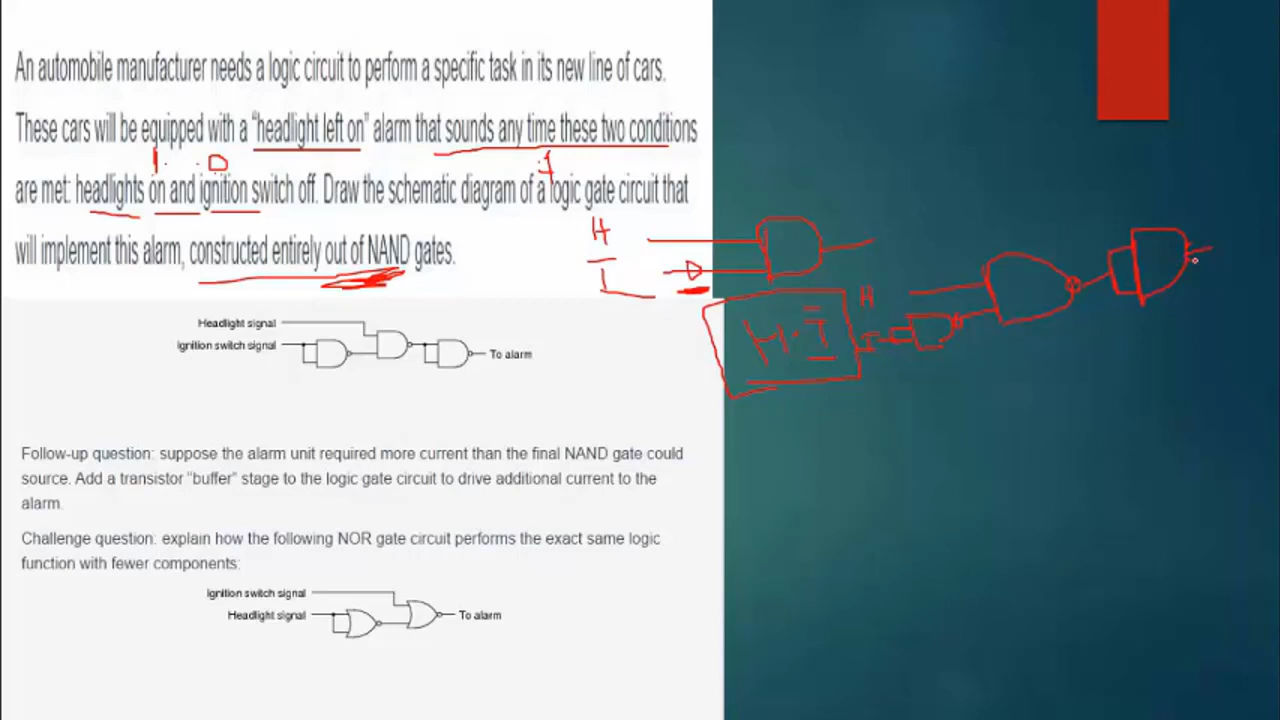 An automobile manufacturer needs a logic circuit to perform a specific task in its new line of cars.
These cars will be equipped with a “headlight left on” alarm that sounds any time these two conditions
1 0 1
are met: headlights on and ignition switch off. Draw the schematic diagram of a logic gate circuit that
will implement this alarm, constructed entirely out of NAND gates.
H
I
H
H·I̅
I
Headlight signal
Ignition switch signal
To alarm
Follow-up question: suppose the alarm unit required more current than the final NAND gate could
source. Add a transistor “buffer” stage to the logic gate circuit to drive additional current to the
alarm.
Challenge question: explain how the following NOR gate circuit performs the exact same logic
function with fewer components:
Ignition switch signal
Headlight signal
To alarm